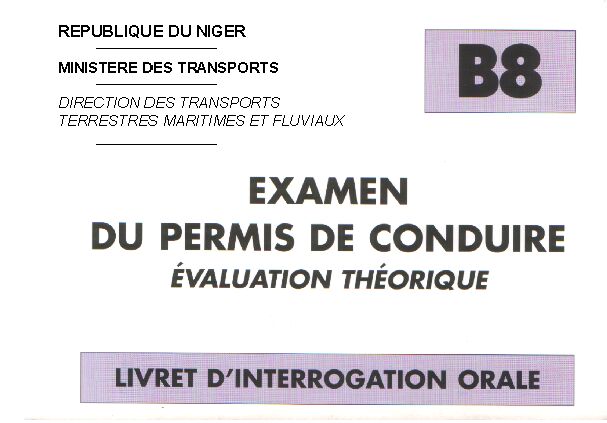 REPUBLIQUE DU NIGER
MINISTERE DES TRANSPORTS
DIRECTION DES TRANSPORTS
TERRESTRES MARITIMES ET FLUVIAUX
B8
EXAMEN
DU PERMIS DE CONDUIRE
ÉVALUATION THÉORIQUE
LIVRET D'INTERROGATION ORALE